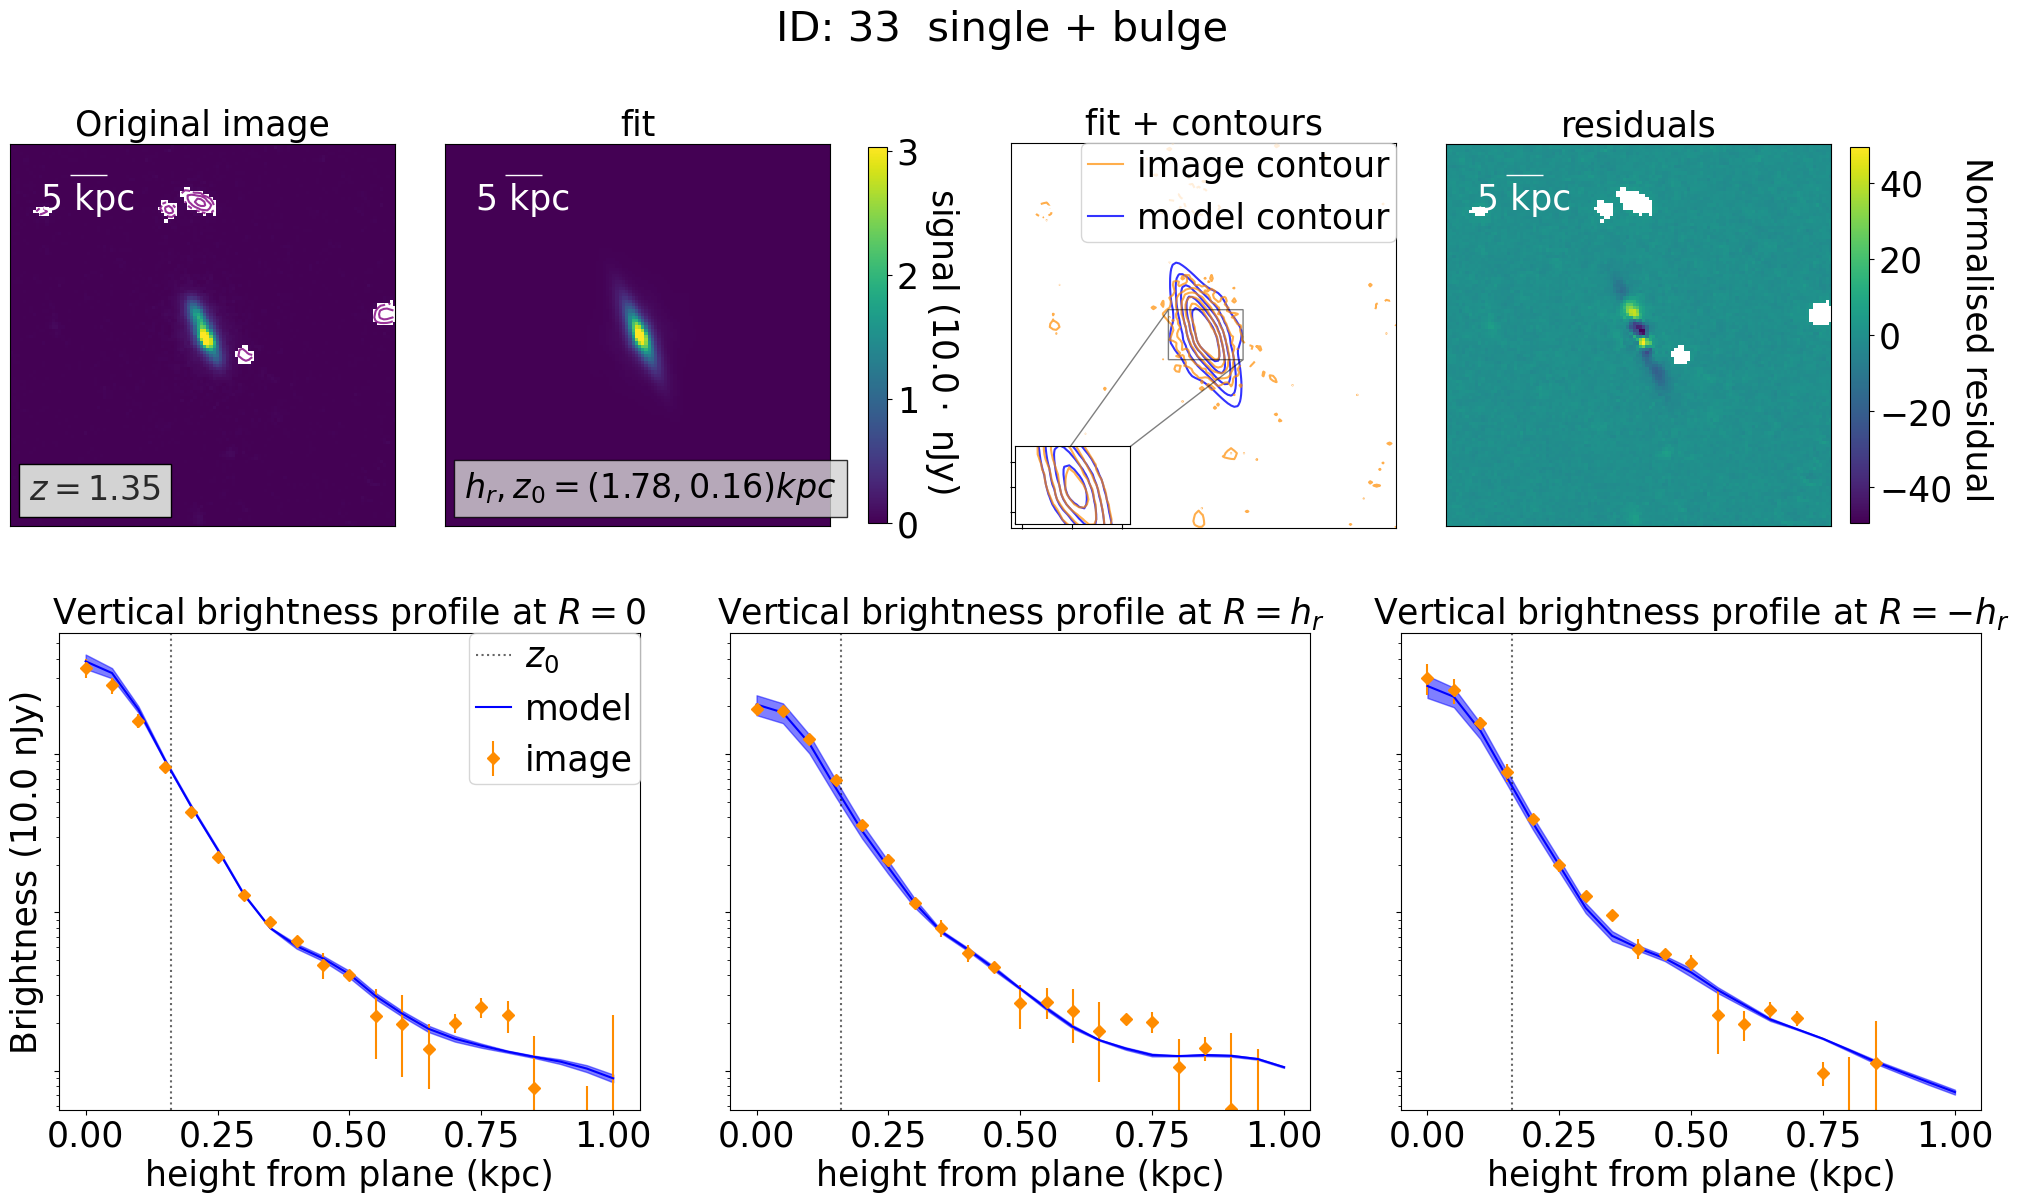 ID: 33  single + bulge
Original image
fit
fit + contours
residuals
5 kpc
z = 1.35
5 kpc
h_r, z_0 = (1.78, 0.16)kpc
3
2
1
0
signal (10.0 · nJy)
image contour
model contour
5 kpc
40
20
0
−20
−40
Normalised residual
Vertical brightness profile at R = 0
Vertical brightness profile at R = h_r
Vertical brightness profile at R = −h_r
z_0
model
image
Brightness (10.0 nJy)
0.00 0.25 0.50 0.75 1.00
0.00 0.25 0.50 0.75 1.00
0.00 0.25 0.50 0.75 1.00
height from plane (kpc)
height from plane (kpc)
height from plane (kpc)